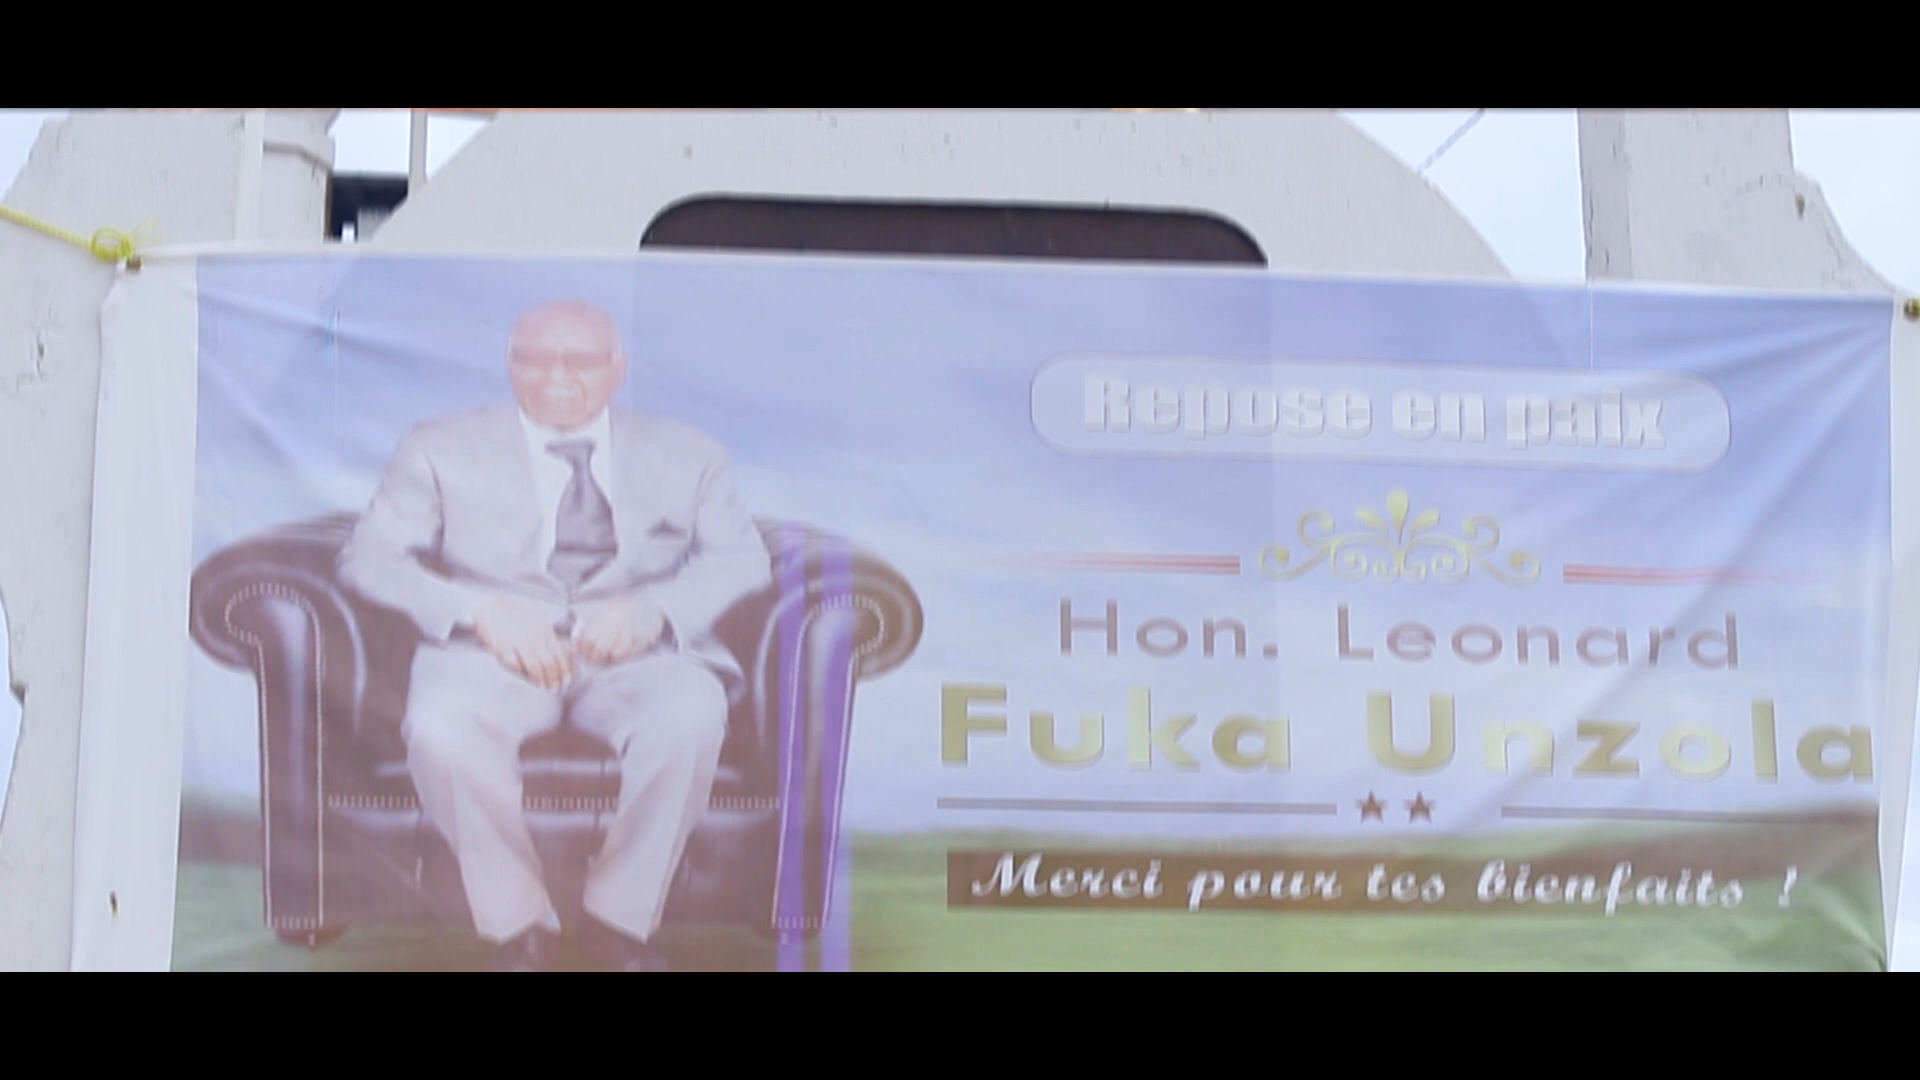 Repose en paix
Hon. Leonard
Fuka Unzola
Merci pour tes bienfaits !